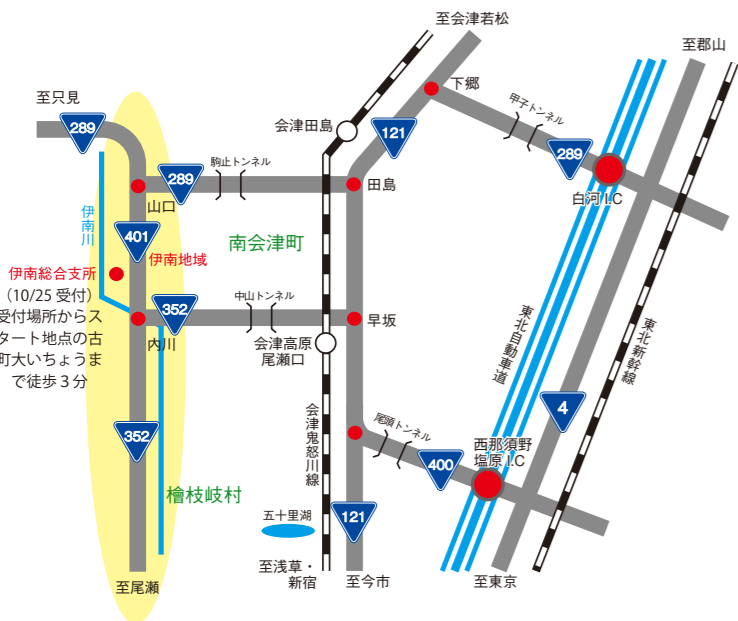 至会津若松
至郡山
至只見
下郷
甲子トンネル
289
会津田島
121
駒止トンネル
289
289
白河 I.C
山口
田島
伊南川
401
南会津町
伊南地域
伊南総合支所
（10/25 受付）
受付場所からス
タート地点の古
町大いちょうま
で徒歩 3 分
352
中山トンネル
早坂
内川
会津高原
尾瀬口
東北自動車道
東北新幹線
4
会津鬼怒川線
尾頭トンネル
352
400
西那須野
塩原 I.C
檜枝岐村
五十里湖
121
至浅草・
新宿
至尾瀬
至今市
至東京